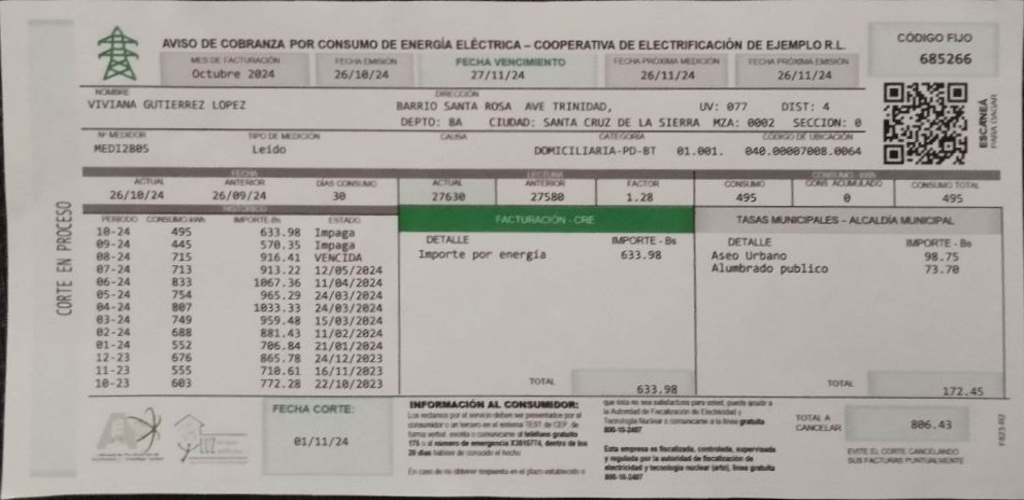 AVISO DE COBRANZA POR CONSUMO DE ENERGÍA ELÉCTRICA – COOPERATIVA DE ELECTRIFICACIÓN DE EJEMPLO R.L.
CÓDIGO FIJO
685266
MES DE FACTURACIÓN FECHA EMISIÓN FECHA VENCIMIENTO FECHA PRÓXIMA MEDICIÓN FECHA PRÓXIMA EMISIÓN
Octubre 2024 26/10/24 27/11/24 26/11/24 26/11/24
NOMBRE DIRECCIÓN
VIVIANA GUTIERREZ LOPEZ BARRIO SANTA ROSA AVE TRINIDAD, UV: 077 DIST: 4
DEPTO: BA CIUDAD: SANTA CRUZ DE LA SIERRA MZA: 0002 SECCION: 0
ESCANEÁ
PARA PAGAR
Nº MEDIDOR TIPO DE MEDICIÓN CAUSA CATEGORÍA CÓDIGO DE UBICACIÓN
MEDI2805 Leído DOMICILIARIA-PD-BT 01.001. 040.00007008.0064
FECHA LECTURA CONSUMO - kWh
ACTUAL ANTERIOR DÍAS CONSUMO ACTUAL ANTERIOR FACTOR CONSUMO CONS. ACUMULADO CONSUMO TOTAL
26/10/24 26/09/24 30 27630 27580 1.28 495 0 495
CORTE EN PROCESO
HISTÓRICO
PERIODO CONSUMO kWh IMPORTE-Bs ESTADO
10-24 495 633.98 Impaga
09-24 445 570.35 Impaga
08-24 715 916.41 VENCIDA
07-24 713 913.22 12/05/2024
06-24 833 1067.36 11/04/2024
05-24 754 965.29 24/03/2024
04-24 807 1033.33 24/03/2024
03-24 749 959.48 15/03/2024
02-24 688 881.43 11/02/2024
01-24 552 706.84 21/01/2024
12-23 676 865.78 24/12/2023
11-23 555 710.61 16/11/2023
10-23 603 772.28 22/10/2023
FACTURACIÓN - CRE
DETALLE IMPORTE - Bs
Importe por energía 633.98
TOTAL 633.98
TASAS MUNICIPALES – ALCALDÍA MUNICIPAL
DETALLE IMPORTE - Bs
Aseo Urbano 98.75
Alumbrado publico 73.70
TOTAL 172.45
FECHA CORTE:
01/11/24
INFORMACIÓN AL CONSUMIDOR:
Los reclamos por el servicio deben ser presentados por el
consumidor o un tercero en el sistema TEST de CEP, de
forma verbal, escrita o comunicarse al teléfono gratuito
176 o al número de emergencia X3015774, dentro de los
20 días hábiles de conocido el hecho
En caso de no obtener respuesta en el plazo establecido o
que ésta no sea satisfactoria para usted, puede acudir a
la Autoridad de Fiscalización de Electricidad y
Tecnología Nuclear o comunicarse a la línea gratuita
800-10-2407
Esta empresa es fiscalizada, controlada, supervisada
y regulada por la autoridad de fiscalización de
electricidad y tecnología nuclear (aetn), línea gratuita
800-10-2407
TOTAL A
CANCELAR 806.43
EVITE EL CORTE CANCELANDO
SUS FACTURAS PUNTUALMENTE